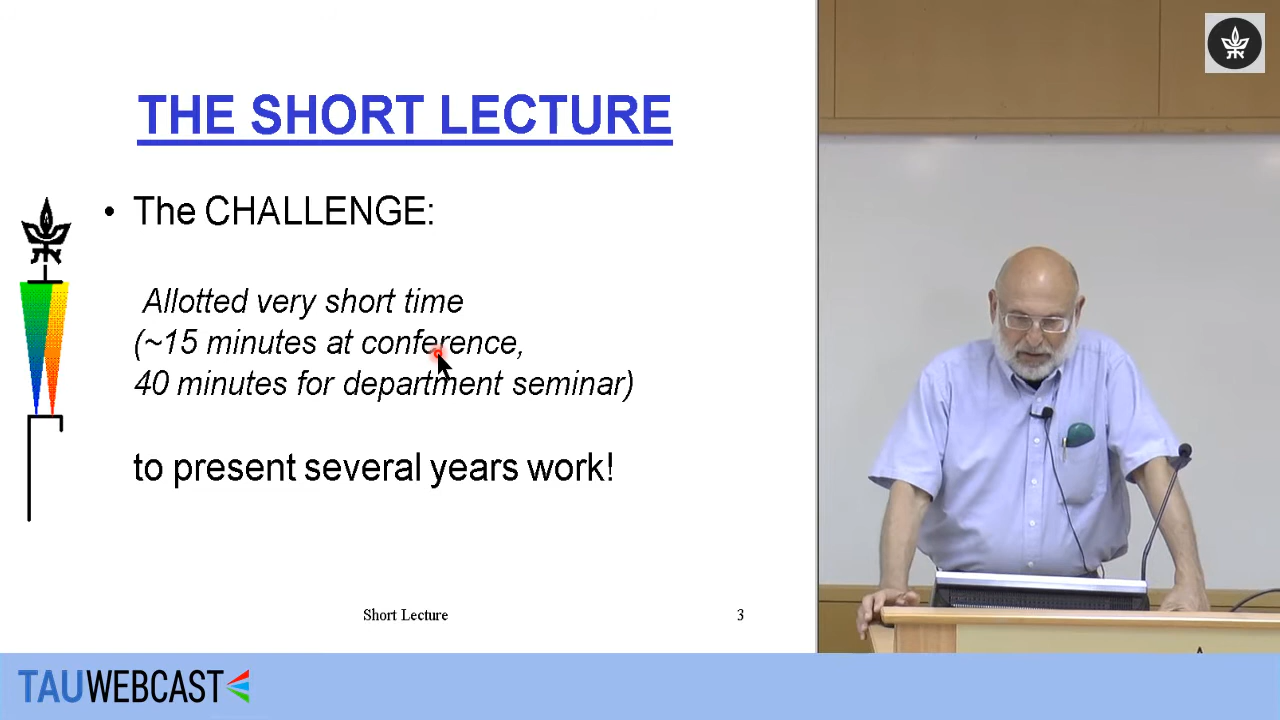 THE SHORT LECTURE
• The CHALLENGE:
Allotted very short time
(~15 minutes at conference,
40 minutes for department seminar)
to present several years work!
Short Lecture
3
TAUWEBCAST